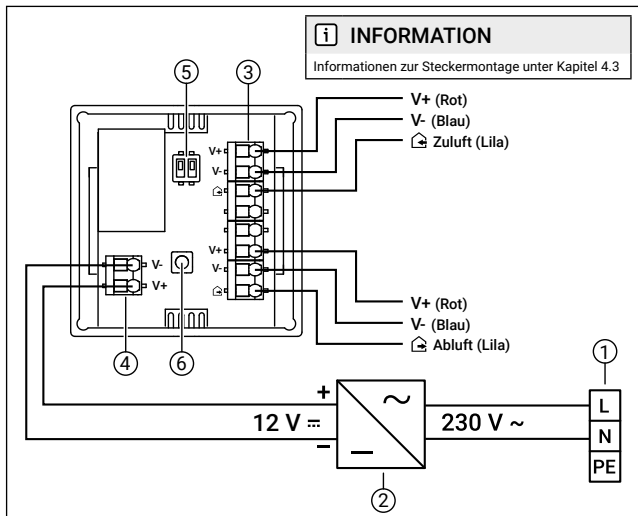 i INFORMATION
Informationen zur Steckermontage unter Kapitel 4.3
5
3
V+ (Rot)
V- (Blau)
Zuluft (Lila)
V+
V-
V+
V-
V-
V+
V+ (Rot)
V- (Blau)
Abluft (Lila)
4
6
1
+
12 V
–
~
230 V ~
L
N
PE
2